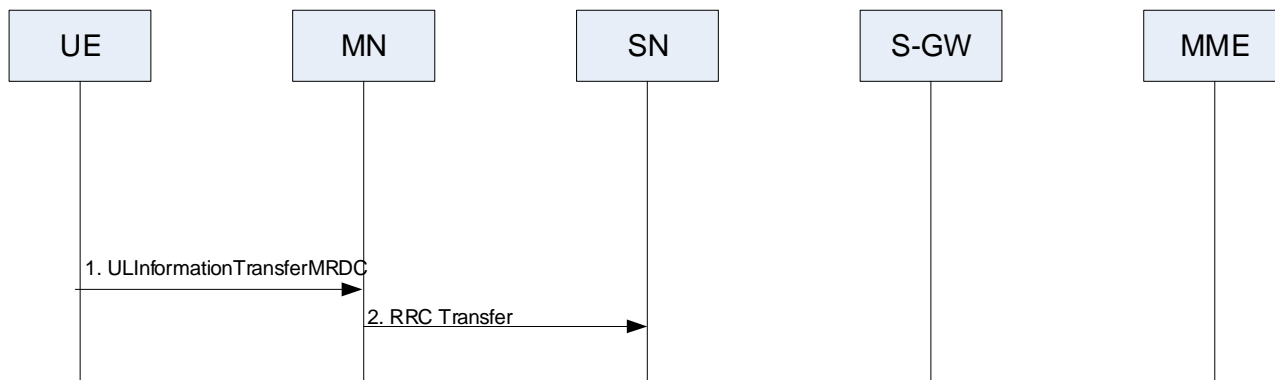 UE
MN
SN
S-GW
MME
1. ULInformationTransferMRDC
2. RRC Transfer